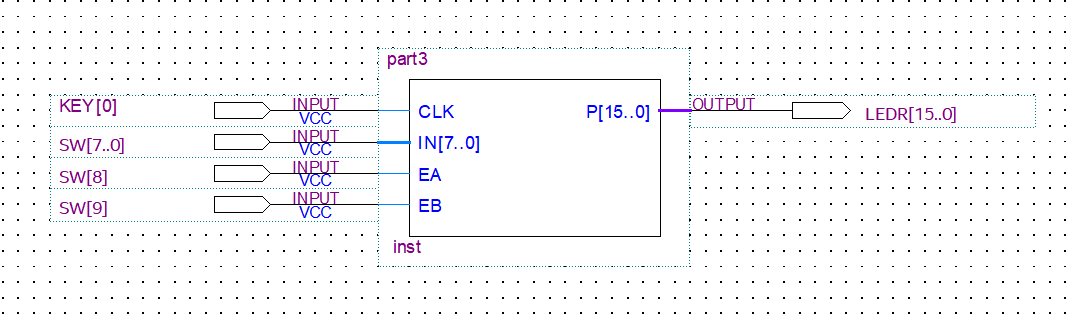 part3
KEY[0] INPUT VCC CLK P[15..0] OUTPUT LEDR[15..0]
SW[7..0] INPUT VCC IN[7..0]
SW[8] INPUT VCC EA
SW[9] INPUT VCC EB
inst